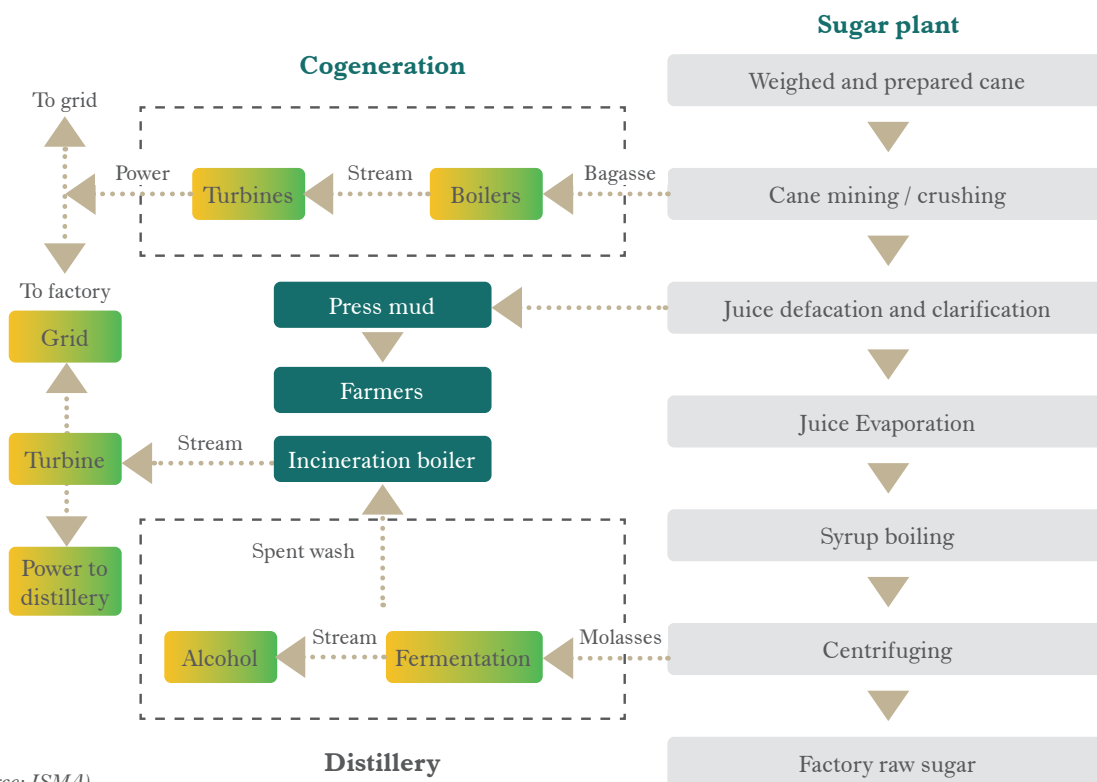 Sugar plant
Cogeneration
Weighed and prepared cane
To grid
Power
Turbines
Stream
Boilers
Bagasse
Cane mining / crushing
To factory
Press mud
Juice defacation and clarification
Grid
Farmers
Juice Evaporation
Stream
Turbine
Incineration boiler
Spent wash
Syrup boiling
Power to
distillery
Alcohol
Stream
Fermentation
Molasses
Centrifuging
Distillery
Factory raw sugar
ISMA)